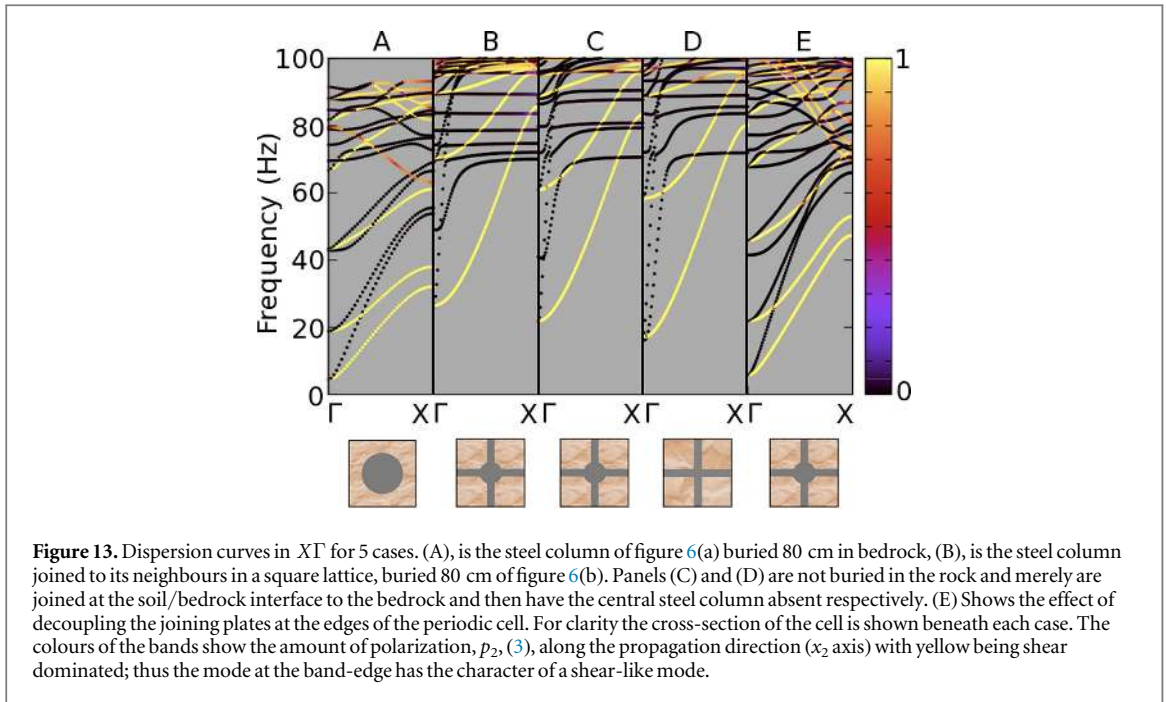 A B C D E
100
80
60
40
20
0
Frequency (Hz)
Γ XΓ XΓ XΓ XΓ X
1
0
Figure 13. Dispersion curves in XΓ for 5 cases. (A), is the steel column of figure 6(a) buried 80 cm in bedrock, (B), is the steel column
joined to its neighbours in a square lattice, buried 80 cm of figure 6(b). Panels (C) and (D) are not buried in the rock and merely are
joined at the soil/bedrock interface to the bedrock and then have the central steel column absent respectively. (E) Shows the effect of
decoupling the joining plates at the edges of the periodic cell. For clarity the cross-section of the cell is shown beneath each case. The
colours of the bands show the amount of polarization, p₂, (3), along the propagation direction (x₂ axis) with yellow being shear
dominated; thus the mode at the band-edge has the character of a shear-like mode.